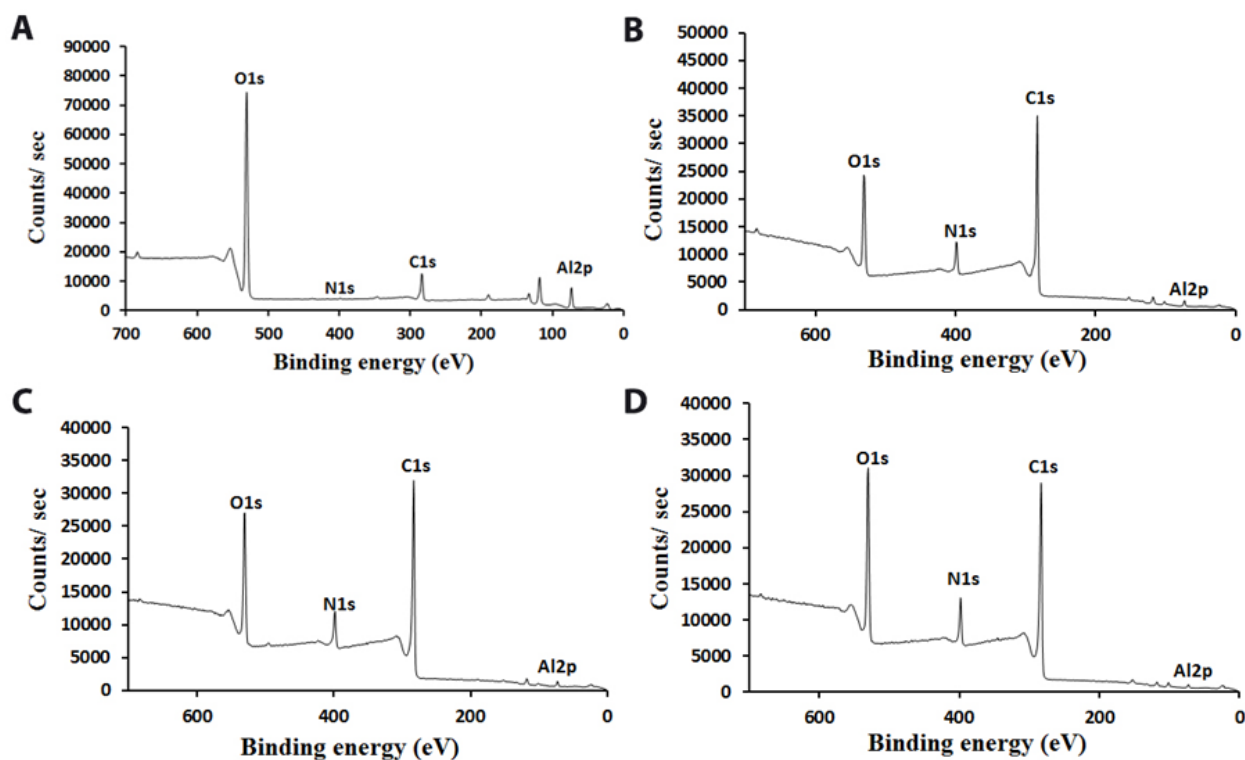 A
90000
80000
70000
60000
50000
40000
30000
20000
10000
0
Counts/ sec
O1s
N1s
C1s
Al2p
700 600 500 400 300 200 100 0
Binding energy (eV)
B
50000
45000
40000
35000
30000
25000
20000
15000
10000
5000
0
Counts/ sec
C1s
O1s
N1s
Al2p
600 400 200 0
Binding energy (eV)
C
40000
35000
30000
25000
20000
15000
10000
5000
0
Counts/ sec
C1s
O1s
N1s
Al2p
600 400 200 0
Binding energy (eV)
D
40000
35000
30000
25000
20000
15000
10000
5000
0
Counts/ sec
O1s
C1s
N1s
Al2p
600 400 200 0
Binding energy (eV)